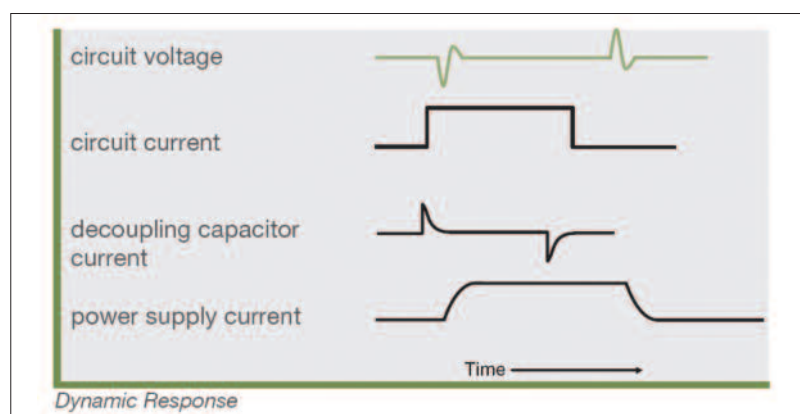 circuit voltage
circuit current
decoupling capacitor
current
power supply current
Time
Dynamic Response